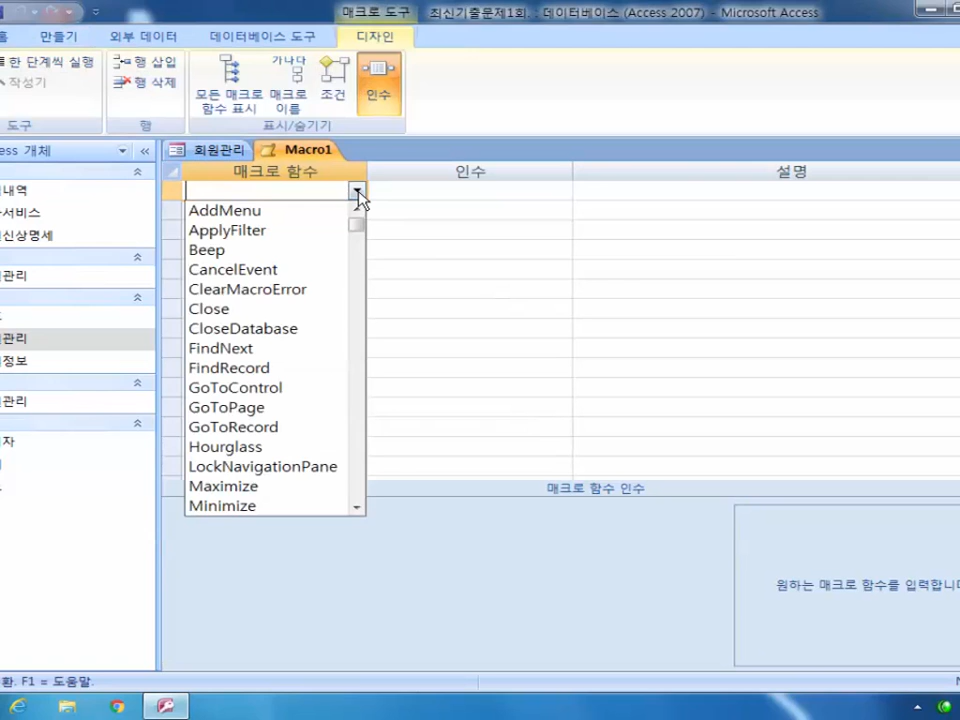 매크로 도구 최신기출문제1회. : 데이터베이스 (Access 2007) - Microsoft Access
홈 만들기 외부 데이터 데이터베이스 도구 디자인
한 단계씩 실행
작성기
도구
행 삽입
행 삭제
행
모든 매크로
함수 표시
가나다
매크로
이름
조건
인수
표시/숨기기
ess 개체 «
회원관리 Macro1
매크로 함수 인수 설명
내역
서비스
신상명세
관리
관리
정보
관리
자
AddMenu
ApplyFilter
Beep
CancelEvent
ClearMacroError
Close
CloseDatabase
FindNext
FindRecord
GoToControl
GoToPage
GoToRecord
Hourglass
LockNavigationPane
Maximize
Minimize
매크로 함수 인수
원하는 매크로 함수를 입력합니다
환. F1 = 도움말.